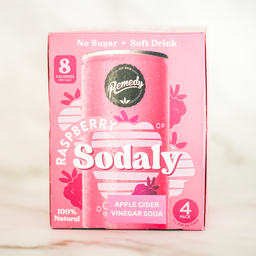 No Sugar • Soft Drink
8
CALORIES
Remedy
RASPBERRY
Sodaly
APPLE CIDER
VINEGAR SODA
100%
Natural
4
PACK